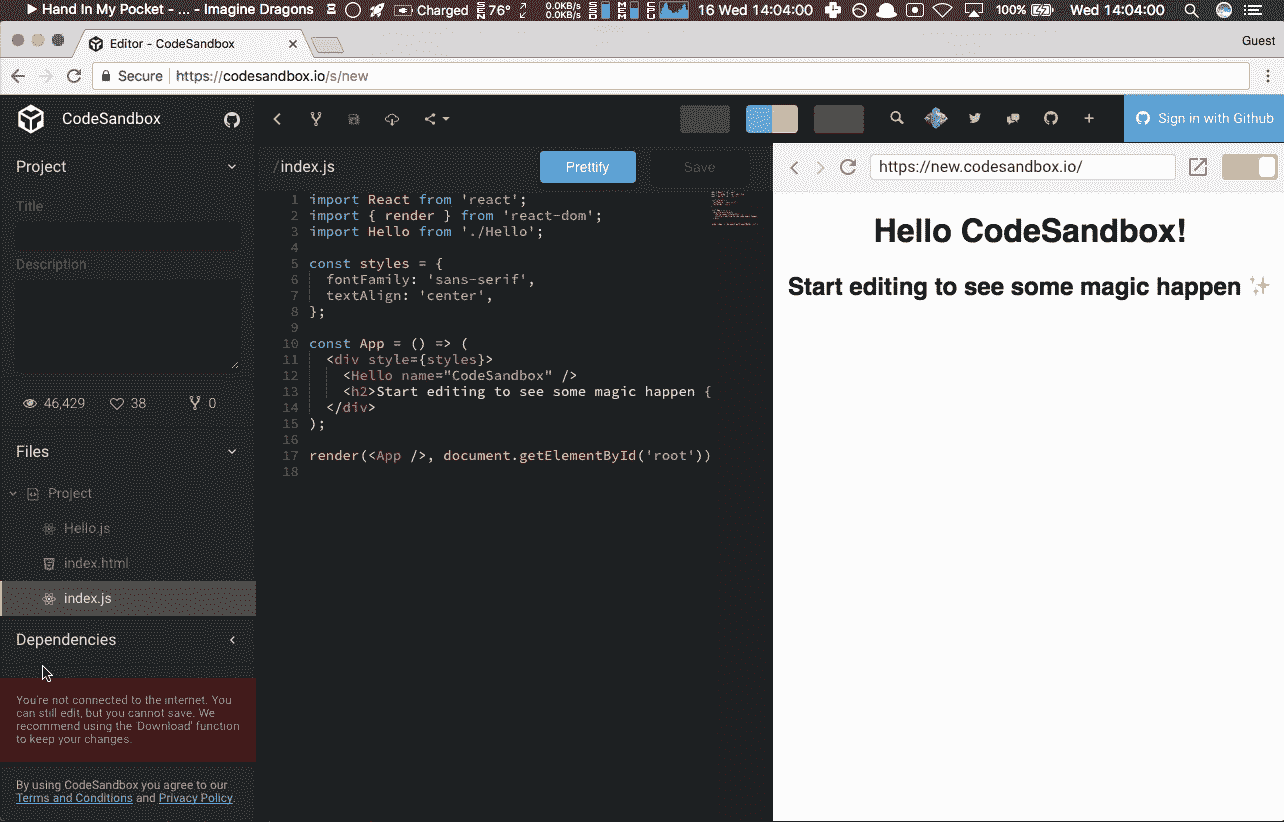 ▶ Hand In My Pocket - ... - Imagine Dragons Charged SEN 76° 0.0KB/s 0.0KB/s SSD MEM CPU 16 Wed 14:04:00 100% Wed 14:04:00
Editor - CodeSandbox
Guest
Secure https://codesandbox.io/s/new
CodeSandbox
Sign in with Github
Project
/index.js
Prettify
Save
https://new.codesandbox.io/
Title
Description
46,429 38 0
Files
Project
Hello.js
index.html
index.js
Dependencies
You're not connected to the internet. You
can still edit, but you cannot save. We
recommend using the 'Download' function
to keep your changes.
By using CodeSandbox you agree to our
Terms and Conditions and Privacy Policy.
1 import React from 'react';
2 import { render } from 'react-dom';
3 import Hello from './Hello';
4
5 const styles = {
6 fontFamily: 'sans-serif',
7 textAlign: 'center',
8 };
9
10 const App = () => (
11 <div style={styles}>
12 <Hello name="CodeSandbox" />
13 <h2>Start editing to see some magic happen {
14 </div>
15 );
16
17 render(<App />, document.getElementById('root'))
18
Hello CodeSandbox!
Start editing to see some magic happen ✨